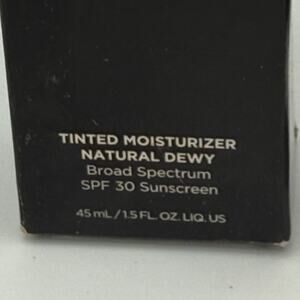 TINTED MOISTURIZER
NATURAL DEWY
Broad Spectrum
SPF 30 Sunscreen
45 mL / 1.5 FL. OZ. LIQ. US